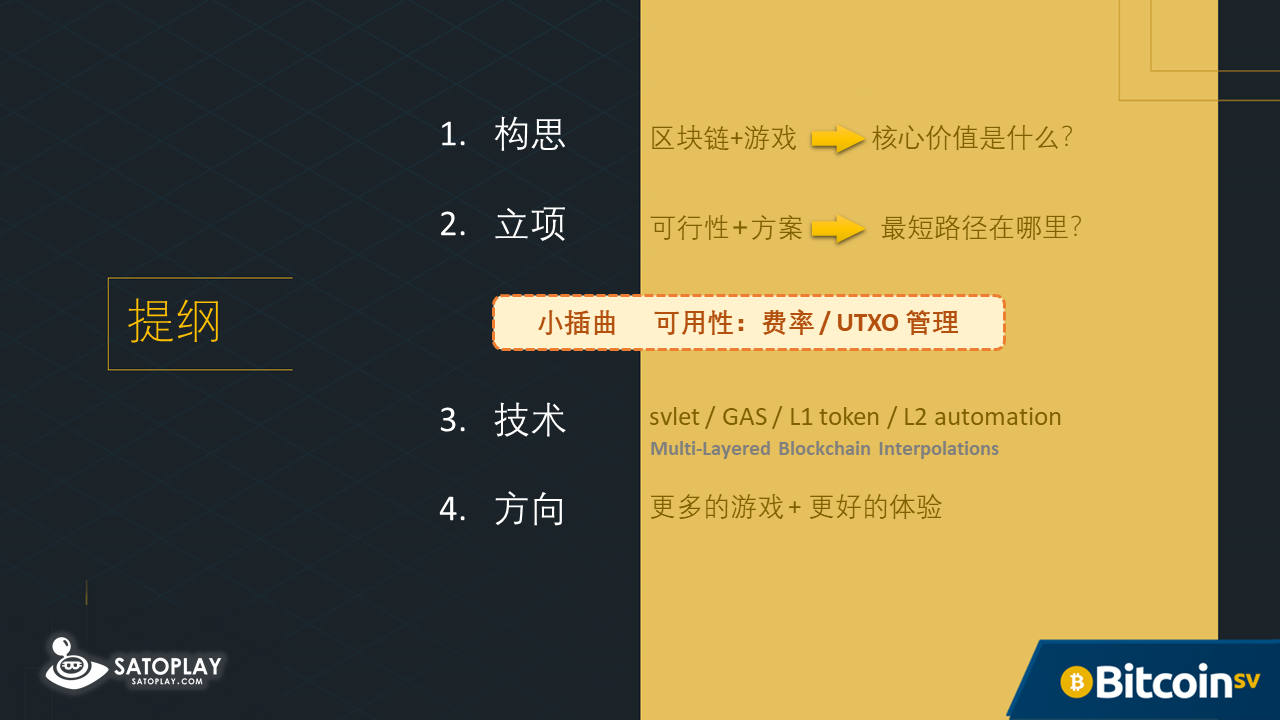 提纲
1. 构思 区块链+游戏 核心价值是什么?
2. 立项 可行性+方案 最短路径在哪里?
小插曲 可用性：费率 / UTXO 管理
3. 技术 svlet / GAS / L1 token / L2 automation
Multi-Layered Blockchain Interpolations
4. 方向 更多的游戏+ 更好的体验
SATOPLAY
SATOPLAY.COM
BitcoinSV